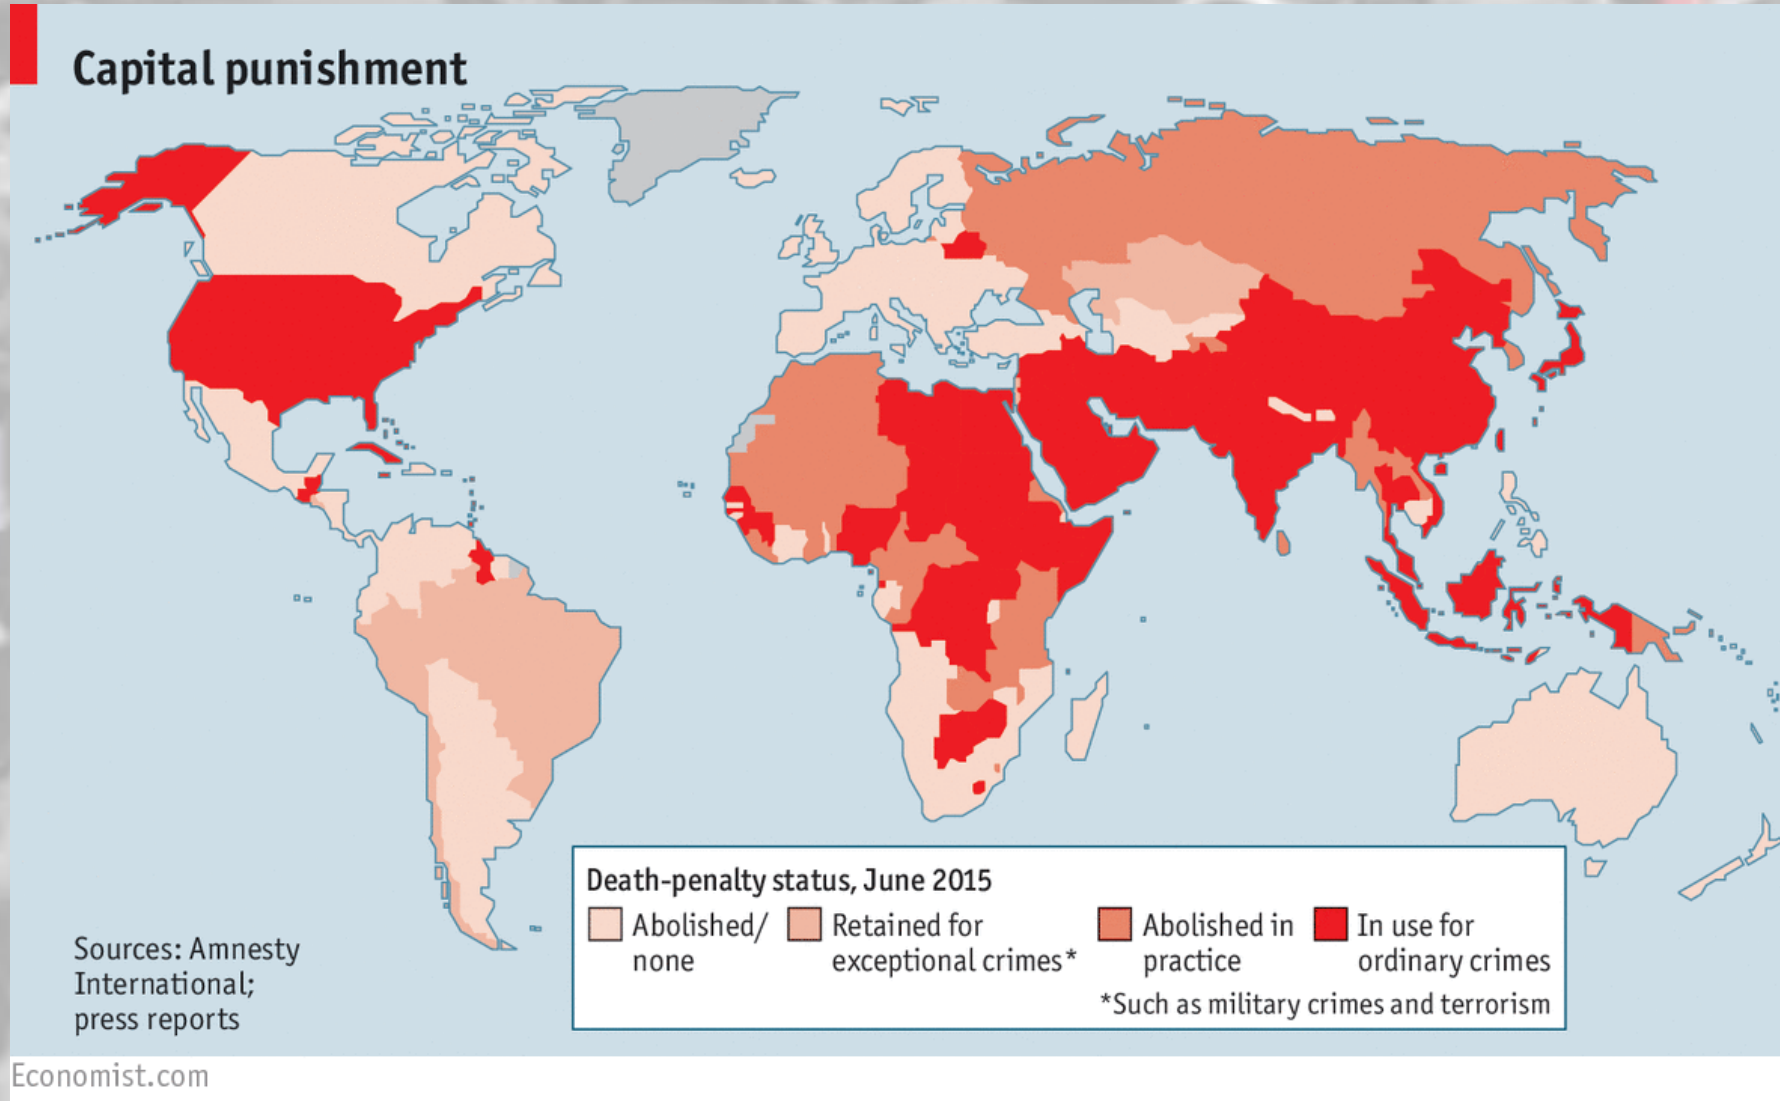 Capital punishment
Death-penalty status, June 2015
Abolished/
none
Retained for
exceptional crimes*
Abolished in
practice
In use for
ordinary crimes
*Such as military crimes and terrorism
Sources: Amnesty
International;
press reports
Economist.com